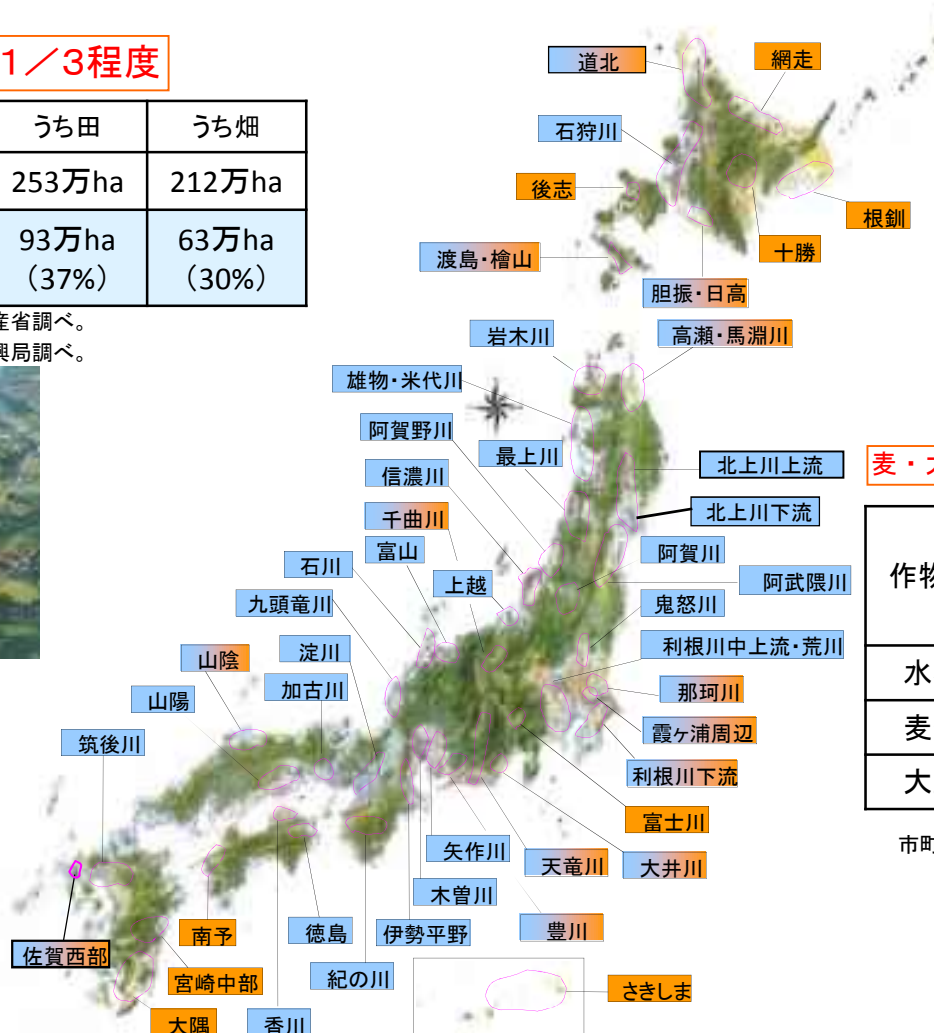 1／3程度
うち田
うち畑
253万ha
212万ha
93万ha
（37%）
63万ha
（30%）
産省調べ。
興局調べ。
道北
網走
石狩川
後志
根釧
十勝
渡島・檜山
胆振・日高
岩木川
高瀬・馬淵川
雄物・米代川
阿賀野川
最上川
北上川上流
信濃川
北上川下流
千曲川
富山
阿賀川
石川
上越
阿武隈川
九頭竜川
鬼怒川
淀川
利根川中上流・荒川
山陰
加古川
那珂川
山陽
霞ヶ浦周辺
筑後川
利根川下流
富士川
矢作川
天竜川
大井川
木曽川
豊川
伊勢平野
徳島
南予
佐賀西部
紀の川
宮崎中部
さきしま
大隅
香川
麦・大
作物
水
麦
大
市町